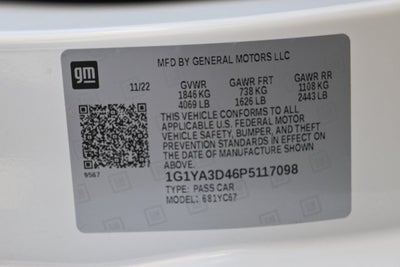 gm
MFD BY GENERAL MOTORS LLC
11/22 GVWR GAWR FRT GAWR RR
1846 KG 738 KG 1108 KG
4069 LB 1626 LB 2443 LB
THIS VEHICLE CONFORMS TO ALL
APPLICABLE U.S. FEDERAL MOTOR
VEHICLE SAFETY, BUMPER, AND THEFT
PREVENTION STANDARDS IN EFFECT ON
THE DATE OF MANUFACTURE SHOWN
ABOVE.
9567
1G1YA3D46P5117098
TYPE: PASS CAR
MODEL: 681YC67